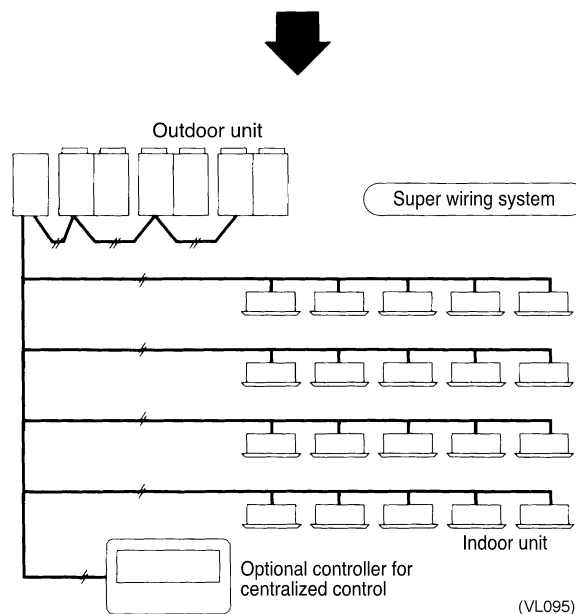 Outdoor unit
Super wiring system
Indoor unit
Optional controller for
centralized control
(VL095)